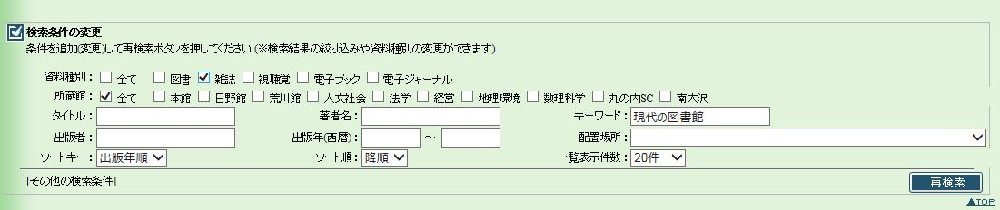 検索条件の変更
条件を追加(変更)して再検索ボタンを押してください (※検索結果の絞り込みや資料種別の変更ができます)
資料種別： 全て 図書 雑誌 視聴覚 電子ブック 電子ジャーナル
所蔵館： 全て 本館 日野館 荒川館 人文社会 法学 経営 地理環境 数理科学 丸の内SC 南大沢
タイトル： 著者名： キーワード： 現代の図書館
出版者： 出版年(西暦)： ～ 配置場所：
ソートキー： 出版年順 ソート順： 降順 一覧表示件数： 20件
[その他の検索条件] 再検索
▲TOP